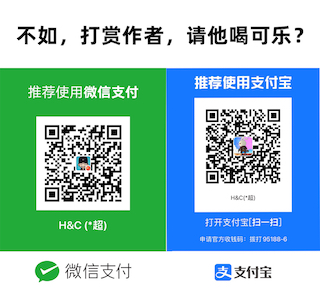 不如，打赏作者，请他喝可乐？
推荐使用微信支付
H&C (*超)
微信支付
推荐使用支付宝
H&C(*超)
打开支付宝[扫一扫]
申请官方收钱码：拨打 95188-6
支付宝